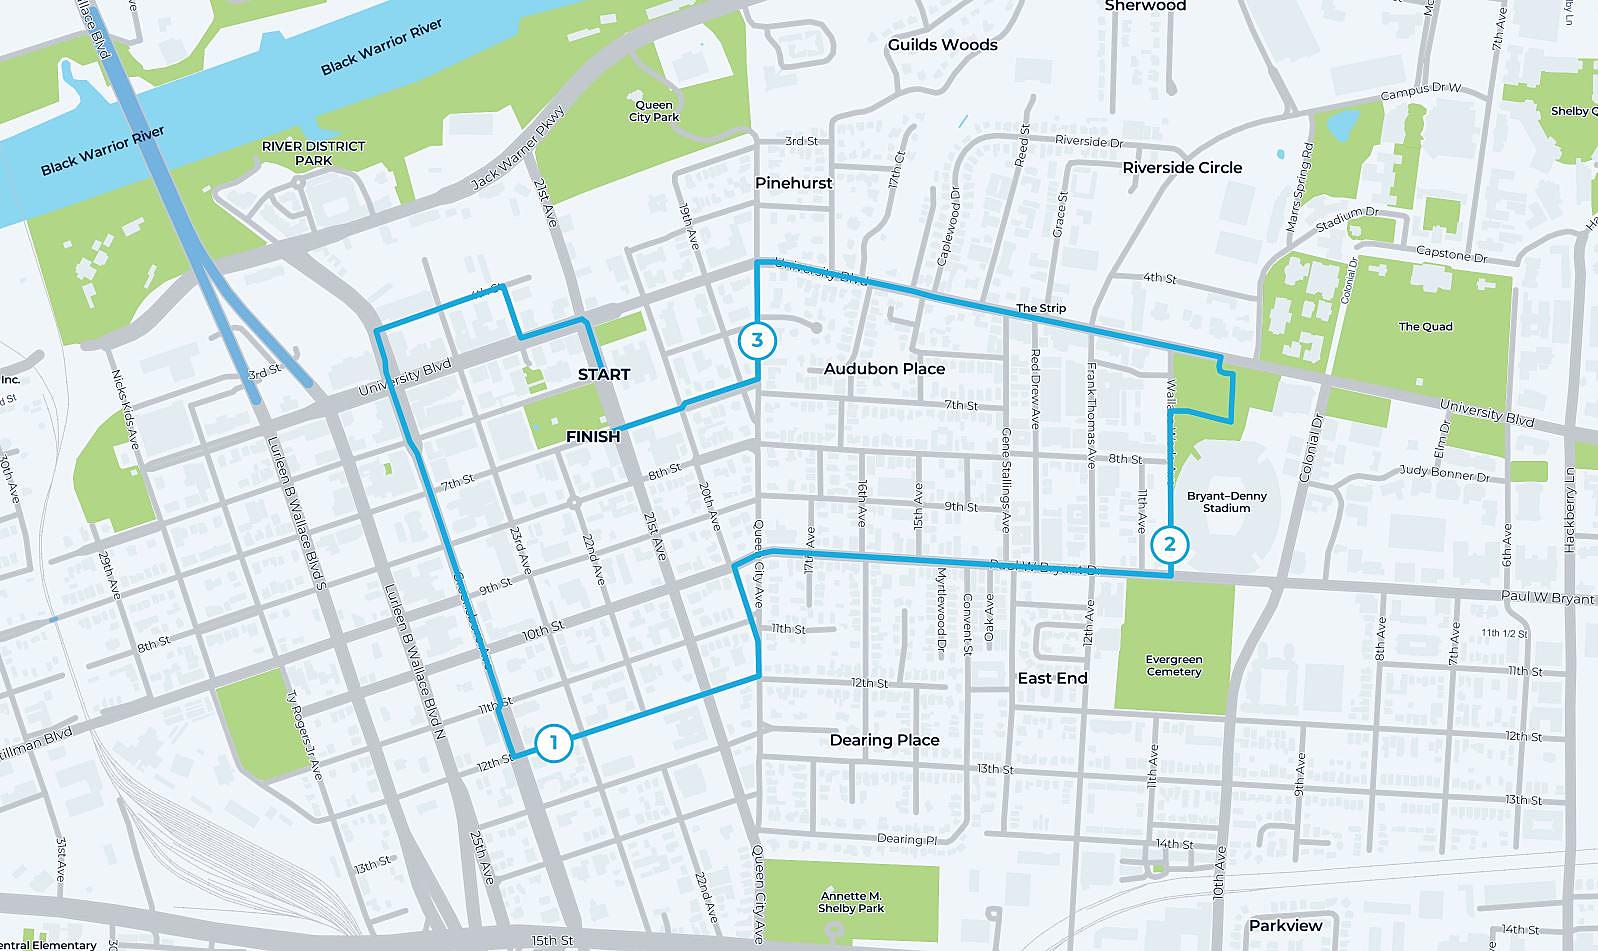 Wallace Blvd
Sherwood
7th Ave
Black Warrior River
Guilds Woods
Campus Dr W
Queen
City Park
Shelby Q
Jack Warner Pkwy
Black Warrior River
RIVER DISTRICT
PARK
3rd St
Riverside Dr
Reed St
17th Ct
Riverside Circle
Marrs Spring Rd
Pinehurst
21st Ave
19th Ave
Caplewood Dr
Grace St
Stadium Dr
Capstone Dr
University Blvd
4th St
Colonial Dr
4th St
The Strip
The Quad
3
3rd St
University Blvd
START
Audubon Place
Inc.
d St
Nicks Kids Ave
Red Drew Ave
Frank Thomas Ave
7th St
University Blvd
FINISH
Elm Dr
Colonial Dr
Gene Stallings Ave
8th St
Judy Bonner Dr
30th Ave
Lurleen B Wallace Blvd S
7th St
8th St
20th Ave
16th Ave
15th Ave
9th St
11th Ave
Bryant–Denny
Stadium
Hackberry Ln
2
21st Ave
23rd Ave
22nd Ave
Queen City Ave
17th Ave
6th Ave
29th Ave
9th St
Paul W Bryant Dr
Paul W Bryant
Greensboro Ave
Lurleen B Wallace Blvd N
8th St
10th St
11th St
Myrtlewood Dr
Convent St
Oak Ave
12th Ave
8th Ave
7th Ave
11th 1/2 St
Evergreen
Cemetery
11th St
East End
12th St
Ty Rogers Jr Ave
11th St
Stillman Blvd
1
12th St
Dearing Place
12th St
13th St
11th Ave
9th Ave
13th St
Dearing Pl
14th St
31st Ave
13th St
25th Ave
22nd Ave
Queen City Ave
10th Ave
Annette M.
Shelby Park
Parkview
14th St
15th St
entral Elementary